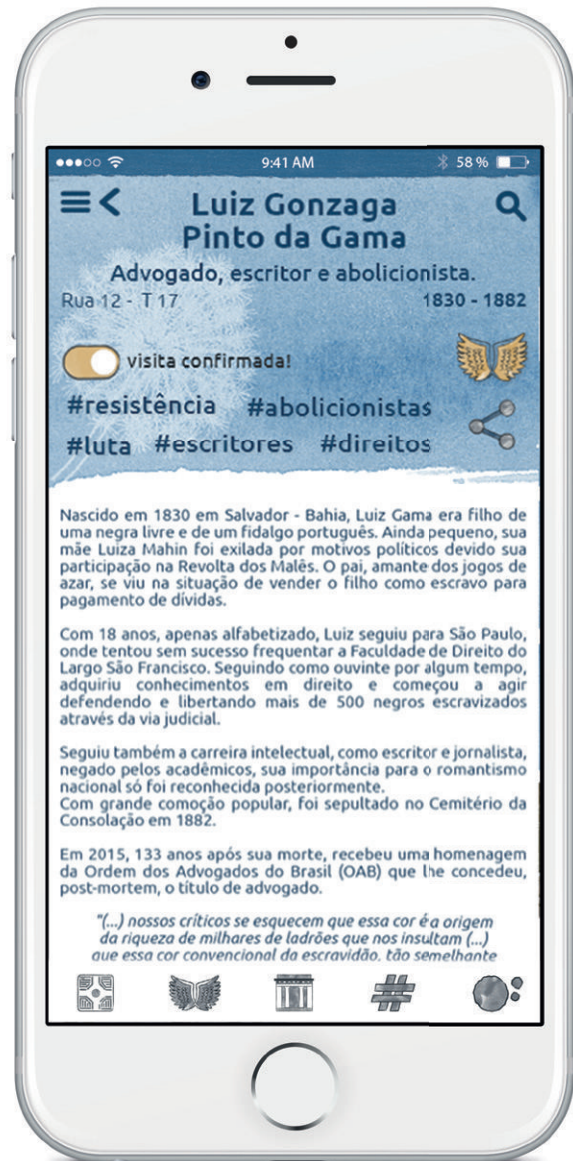 9:41 AM
58 %
Luiz Gonzaga
Pinto da Gama
Advogado, escritor e abolicionista.
Rua 12 - T 17
1830 - 1882
visita confirmada!
#resistência #abolicionistas
#luta #escritores #direitos
Nascido em 1830 em Salvador - Bahia, Luiz Gama era filho de
uma negra livre e de um fidalgo português. Ainda pequeno, sua
mãe Luiza Mahin foi exilada por motivos políticos devido sua
participação na Revolta dos Malês. O pai, amante dos jogos de
azar, se viu na situação de vender o filho como escravo para
pagamento de dívidas.
Com 18 anos, apenas alfabetizado, Luiz seguiu para São Paulo,
onde tentou sem sucesso frequentar a Faculdade de Direito do
Largo São Francisco. Seguindo como ouvinte por algum tempo,
adquiriu conhecimentos em direito e começou a agir
defendendo e libertando mais de 500 negros escravizados
através da via judicial.
Seguiu também a carreira intelectual, como escritor e jornalista,
negado pelos acadêmicos, sua importância para o romantismo
nacional só foi reconhecida posteriormente.
Com grande comoção popular, foi sepultado no Cemitério da
Consolação em 1882.
Em 2015, 133 anos após sua morte, recebeu uma homenagem
da Ordem dos Advogados do Brasil (OAB) que lhe concedeu,
post-mortem, o título de advogado.
"(...) nossos críticos se esquecem que essa cor é a origem
da riqueza de milhares de ladrões que nos insultam (...)
que essa cor convencional da escravidão, tão semelhante